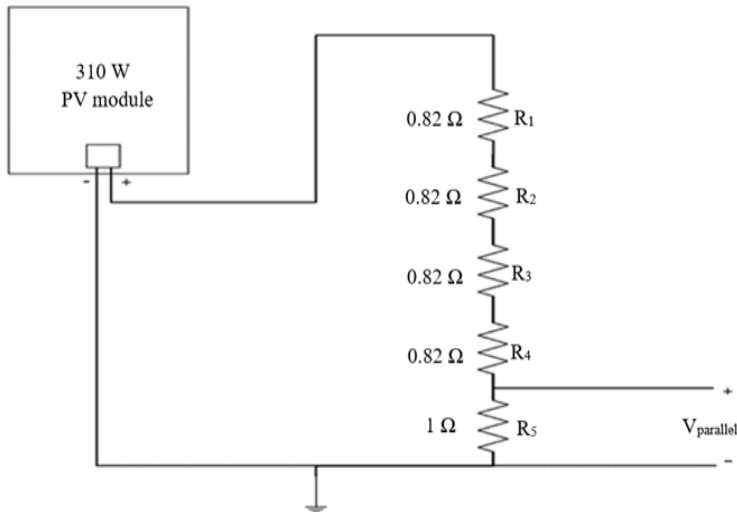 310 W
PV module
- +
0.82 Ω R₁
0.82 Ω R₂
0.82 Ω R₃
0.82 Ω R₄
+
1 Ω R₅ Vparallel
-